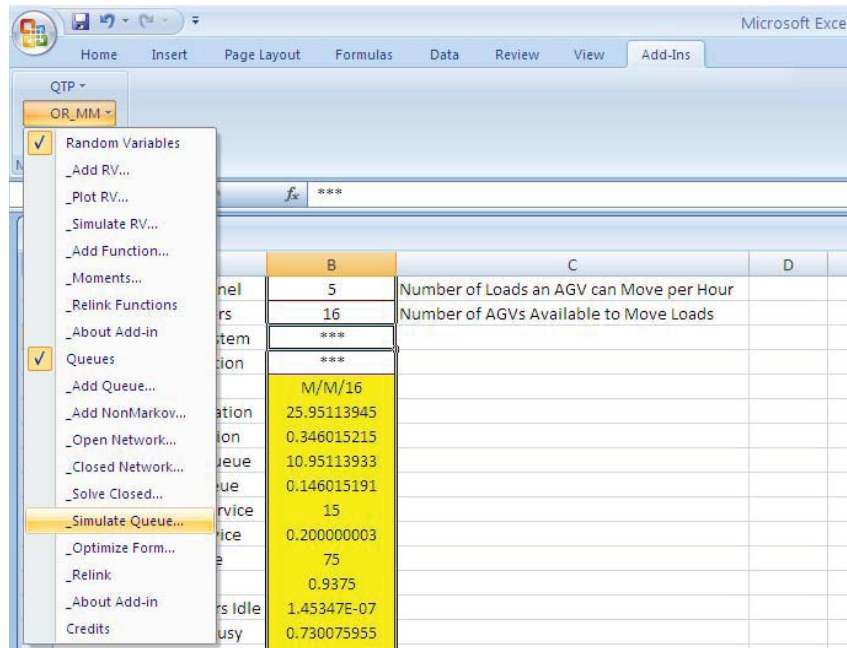 Microsoft Exce
Home Insert Page Layout Formulas Data Review View Add-Ins
QTP
OR_MM
Random Variables
_Add RV...
_Plot RV...
_Simulate RV...
_Add Function...
_Moments...
_Relink Functions
_About Add-in
Queues
_Add Queue...
_Add NonMarkov...
_Open Network...
_Closed Network...
_Solve Closed...
_Simulate Queue...
_Optimize Form...
_Relink
_About Add-in
Credits
fx ***
B C D
nel 5 Number of Loads an AGV can Move per Hour
rs 16 Number of AGVs Available to Move Loads
stem ***
tion ***
M/M/16
ation 25.95113945
ion 0.346015215
ueue 10.95113933
eue 0.146015191
rvice 15
vice 0.200000003
e 75
0.9375
rs Idle 1.45347E-07
usy 0.730075955